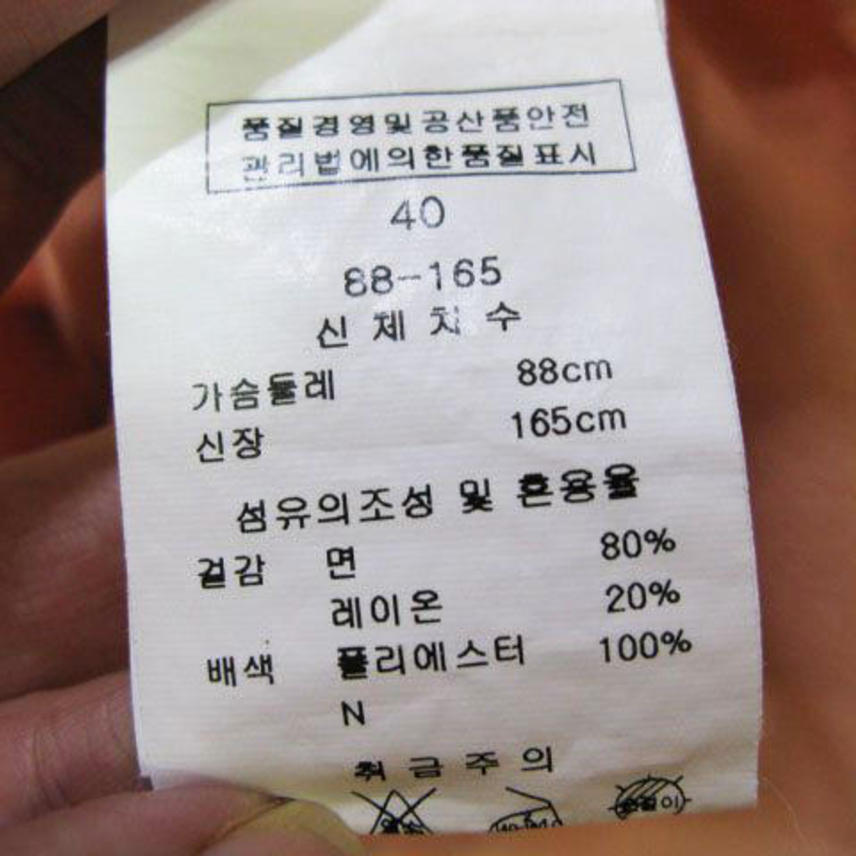 품질경영및공산품안전
관리법에의한품질표시
40
88-165
신체치수
가슴둘레 88cm
신장 165cm
섬유의조성 및 혼용율
겉감 면 80%
레이온 20%
배색 폴리에스터 100%
N
취급주의